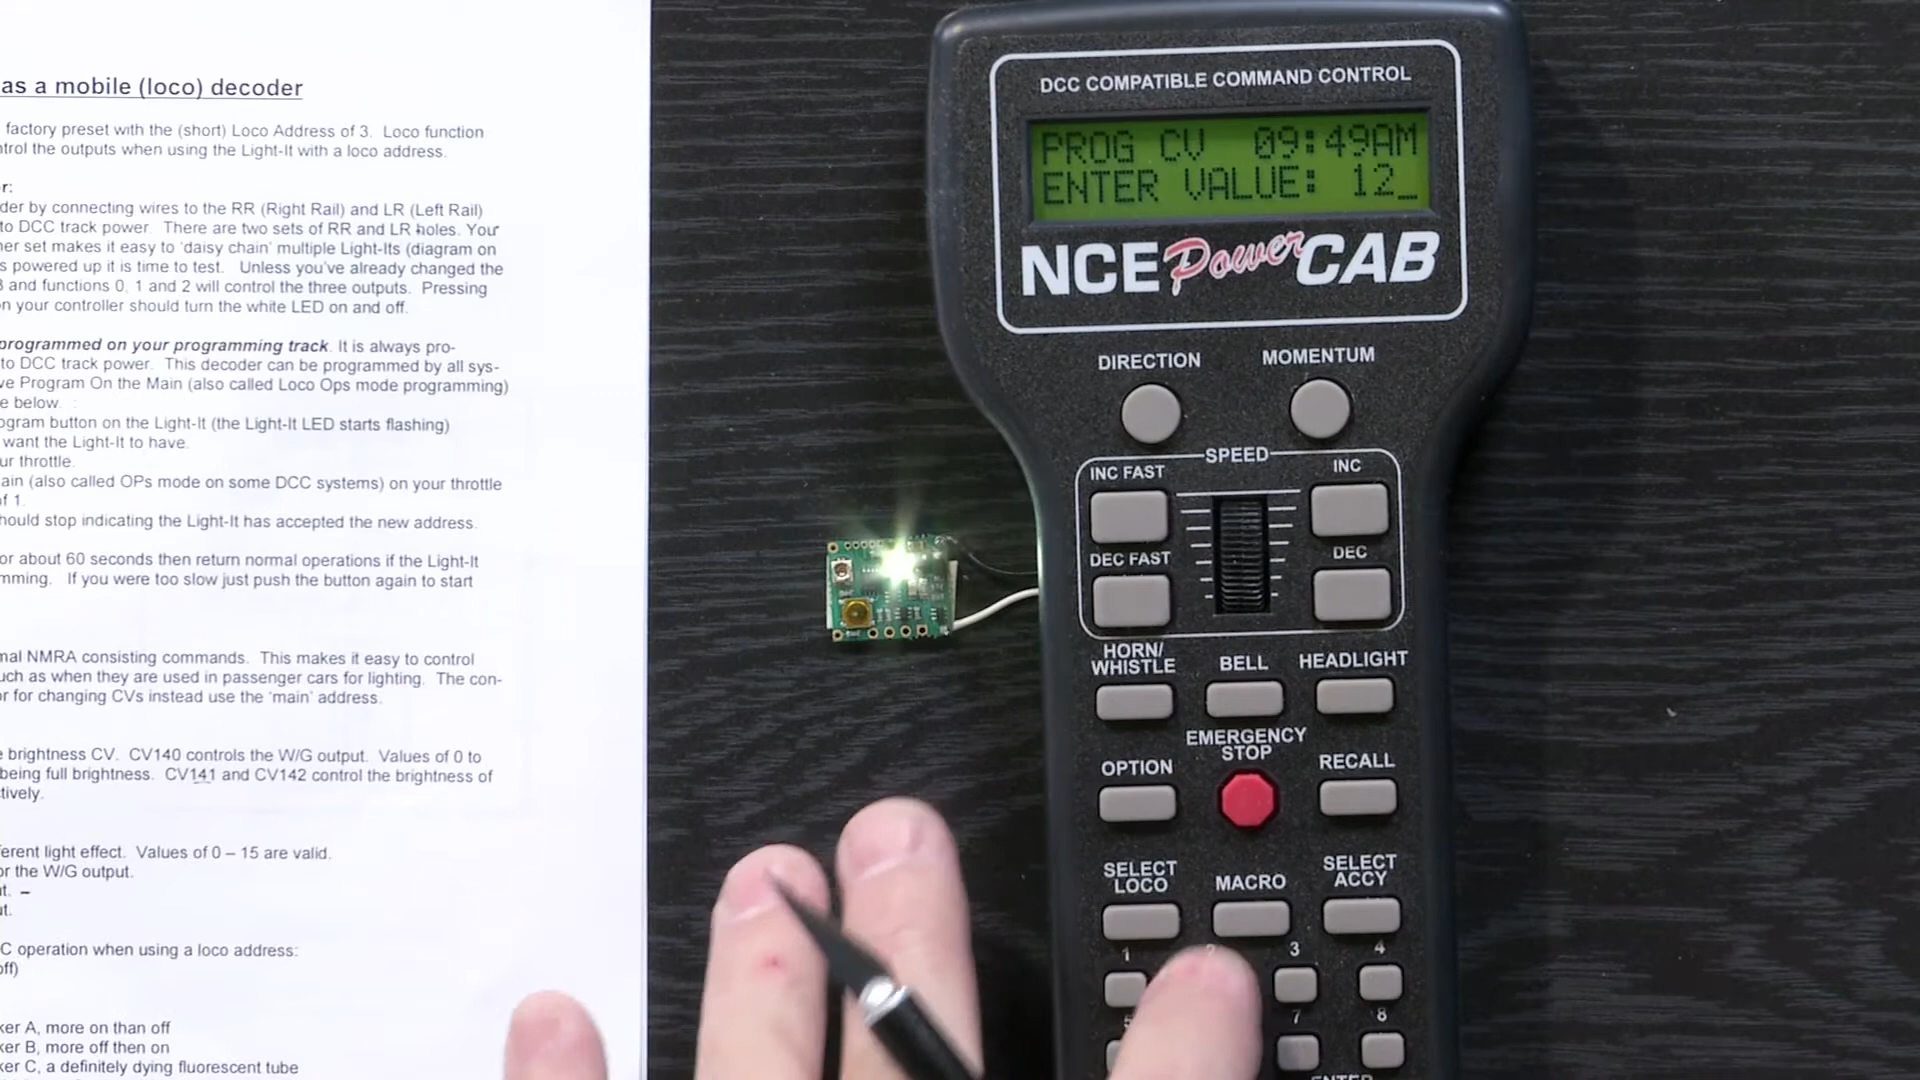 as a mobile (loco) decoder
factory preset with the (short) Loco Address of 3. Loco function
ntrol the outputs when using the Light-It with a loco address.
r:
der by connecting wires to the RR (Right Rail) and LR (Left Rail)
to DCC track power. There are two sets of RR and LR holes. Your
her set makes it easy to 'daisy chain' multiple Light-Its (diagram on
s powered up it is time to test. Unless you've already changed the
3 and functions 0, 1 and 2 will control the three outputs. Pressing
on your controller should turn the white LED on and off.
programmed on your programming track. It is always pro-
to DCC track power. This decoder can be programmed by all sys-
ve Program On the Main (also called Loco Ops mode programming)
e below.
ogram button on the Light-It (the Light-It LED starts flashing)
want the Light-It to have.
ur throttle.
ain (also called OPs mode on some DCC systems) on your throttle
of 1.
hould stop indicating the Light-It has accepted the new address.
or about 60 seconds then return normal operations if the Light-It
mming. If you were too slow just push the button again to start
nal NMRA consisting commands. This makes it easy to control
uch as when they are used in passenger cars for lighting. The con-
or for changing CVs instead use the 'main' address.
e brightness CV. CV140 controls the W/G output. Values of 0 to
being full brightness. CV141 and CV142 control the brightness of
tively.
ferent light effect. Values of 0 – 15 are valid.
or the W/G output.
ut. –
ut.
C operation when using a loco address:
off)
ker A, more on than off
ker B, more off then on
ker C, a definitely dying fluorescent tube
DCC COMPATIBLE COMMAND CONTROL
PROG CV 09:49AM
ENTER VALUE: 12_
NCE Power CAB
DIRECTION
MOMENTUM
SPEED
INC FAST
INC
DEC FAST
DEC
HORN/
WHISTLE
BELL
HEADLIGHT
EMERGENCY
STOP
OPTION
RECALL
SELECT
LOCO
MACRO
SELECT
ACCY
1 2 3 4
5 7 8
ENTER